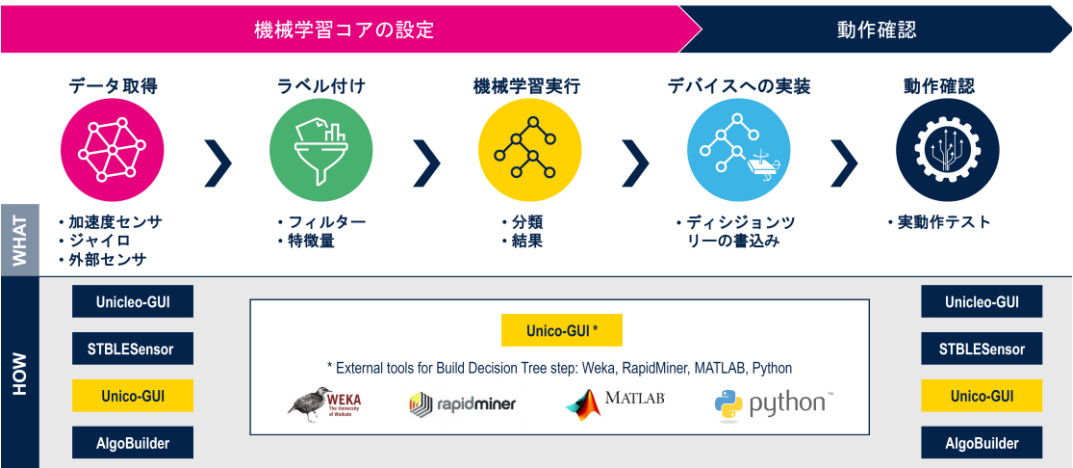 機械学習コアの設定
動作確認
データ取得
ラベル付け
機械学習実行
デバイスへの実装
動作確認
WHAT
・加速度センサ
・ジャイロ
・外部センサ
・フィルター
・特徴量
・分類
・結果
・ディシジョンツ
リーの書込み
・実動作テスト
HOW
Unicleo-GUI
STBLESensor
Unico-GUI
AlgoBuilder
Unico-GUI *
* External tools for Build Decision Tree step: Weka, RapidMiner, MATLAB, Python
WEKA
The University
of Waikato
rapidminer
MATLAB
python™
Unicleo-GUI
STBLESensor
Unico-GUI
AlgoBuilder